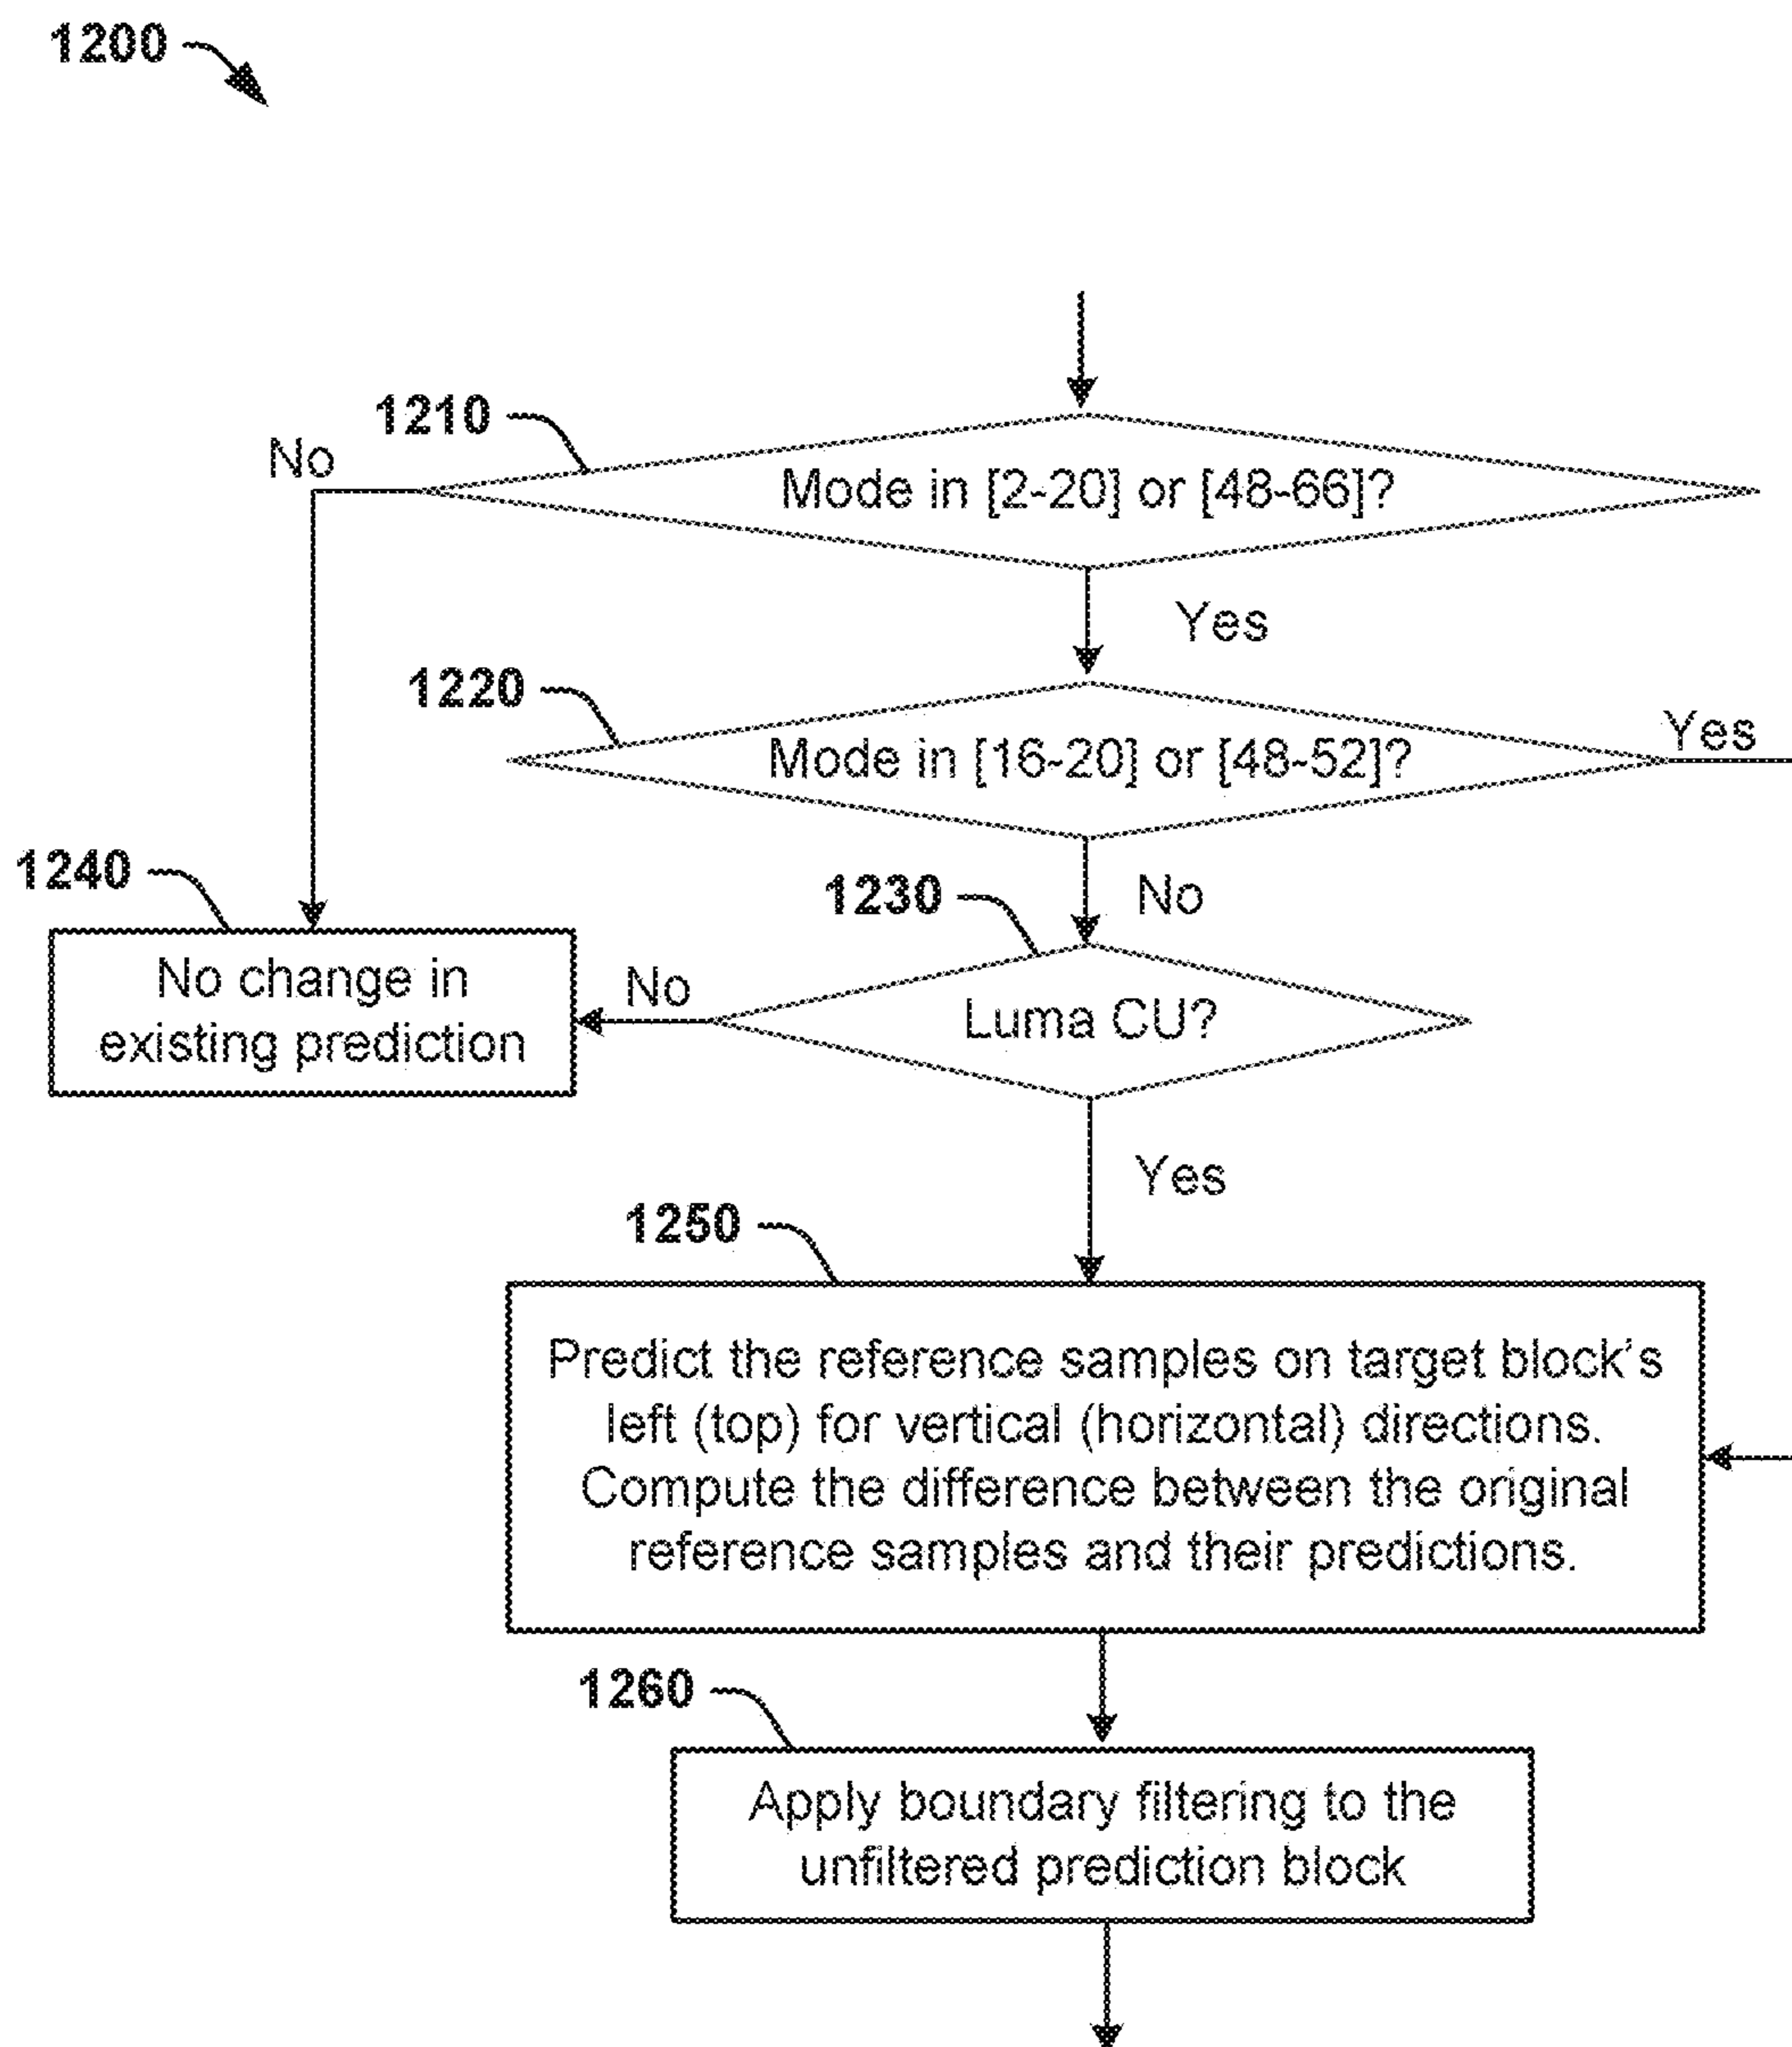 1200
1210
No
Mode in [2-20] or [48-66]?
Yes
1220
Mode in [16-20] or [48-52]?
Yes
1240
1230
No
No change in
existing prediction
No
Luma CU?
Yes
1250
Predict the reference samples on target block's
left (top) for vertical (horizontal) directions.
Compute the difference between the original
reference samples and their predictions.
1260
Apply boundary filtering to the
unfiltered prediction block